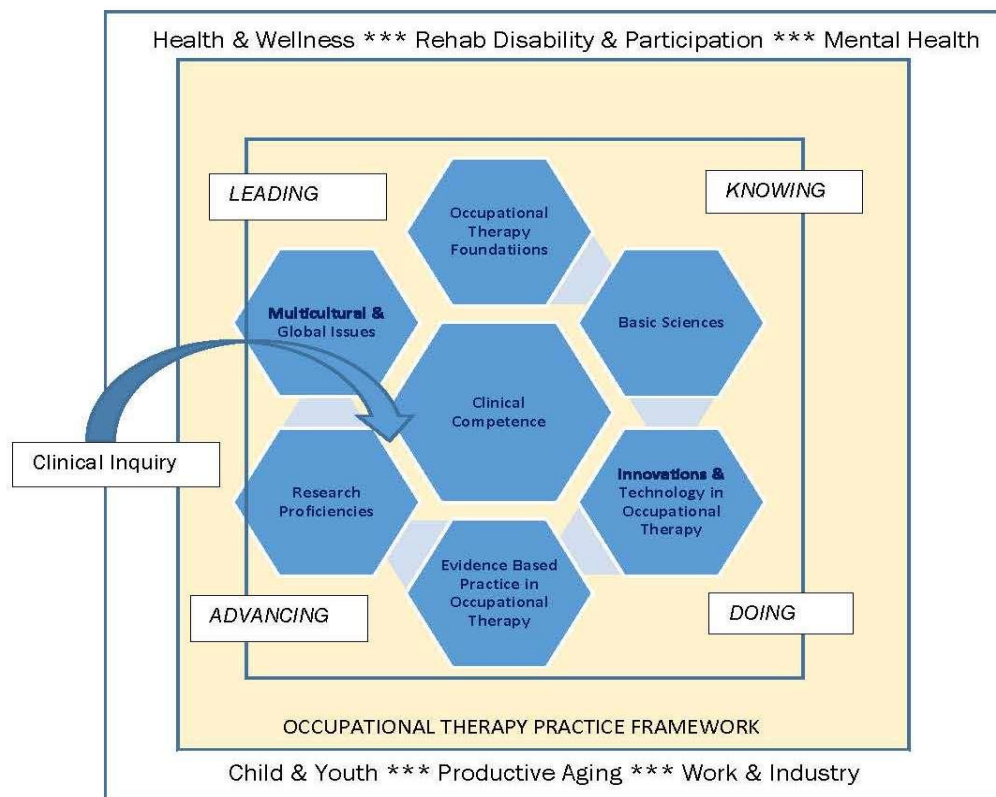 Health & Wellness *** Rehab Disability & Participation *** Mental Health
LEADING
KNOWING
Occupational
Therapy
Foundatiions
Multicultural &
Global Issues
Basic Sciences
Clinical
Competence
Clinical Inquiry
Research
Proficiencies
Innovations &
Technology in
Occupational
Therapy
Evidence Based
Practice in
Occupational
Therapy
ADVANCING
DOING
OCCUPATIONAL THERAPY PRACTICE FRAMEWORK
Child & Youth *** Productive Aging *** Work & Industry